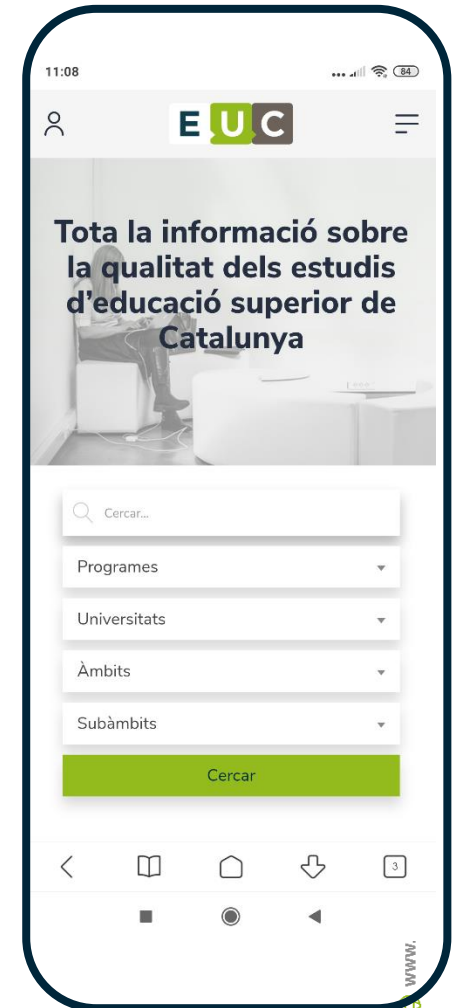 11:08
84
EUC
Tota la informació sobre
la qualitat dels estudis
d'educació superior de
Catalunya
Cercar...
Programes
Universitats
Àmbits
Subàmbits
Cercar
3
www.